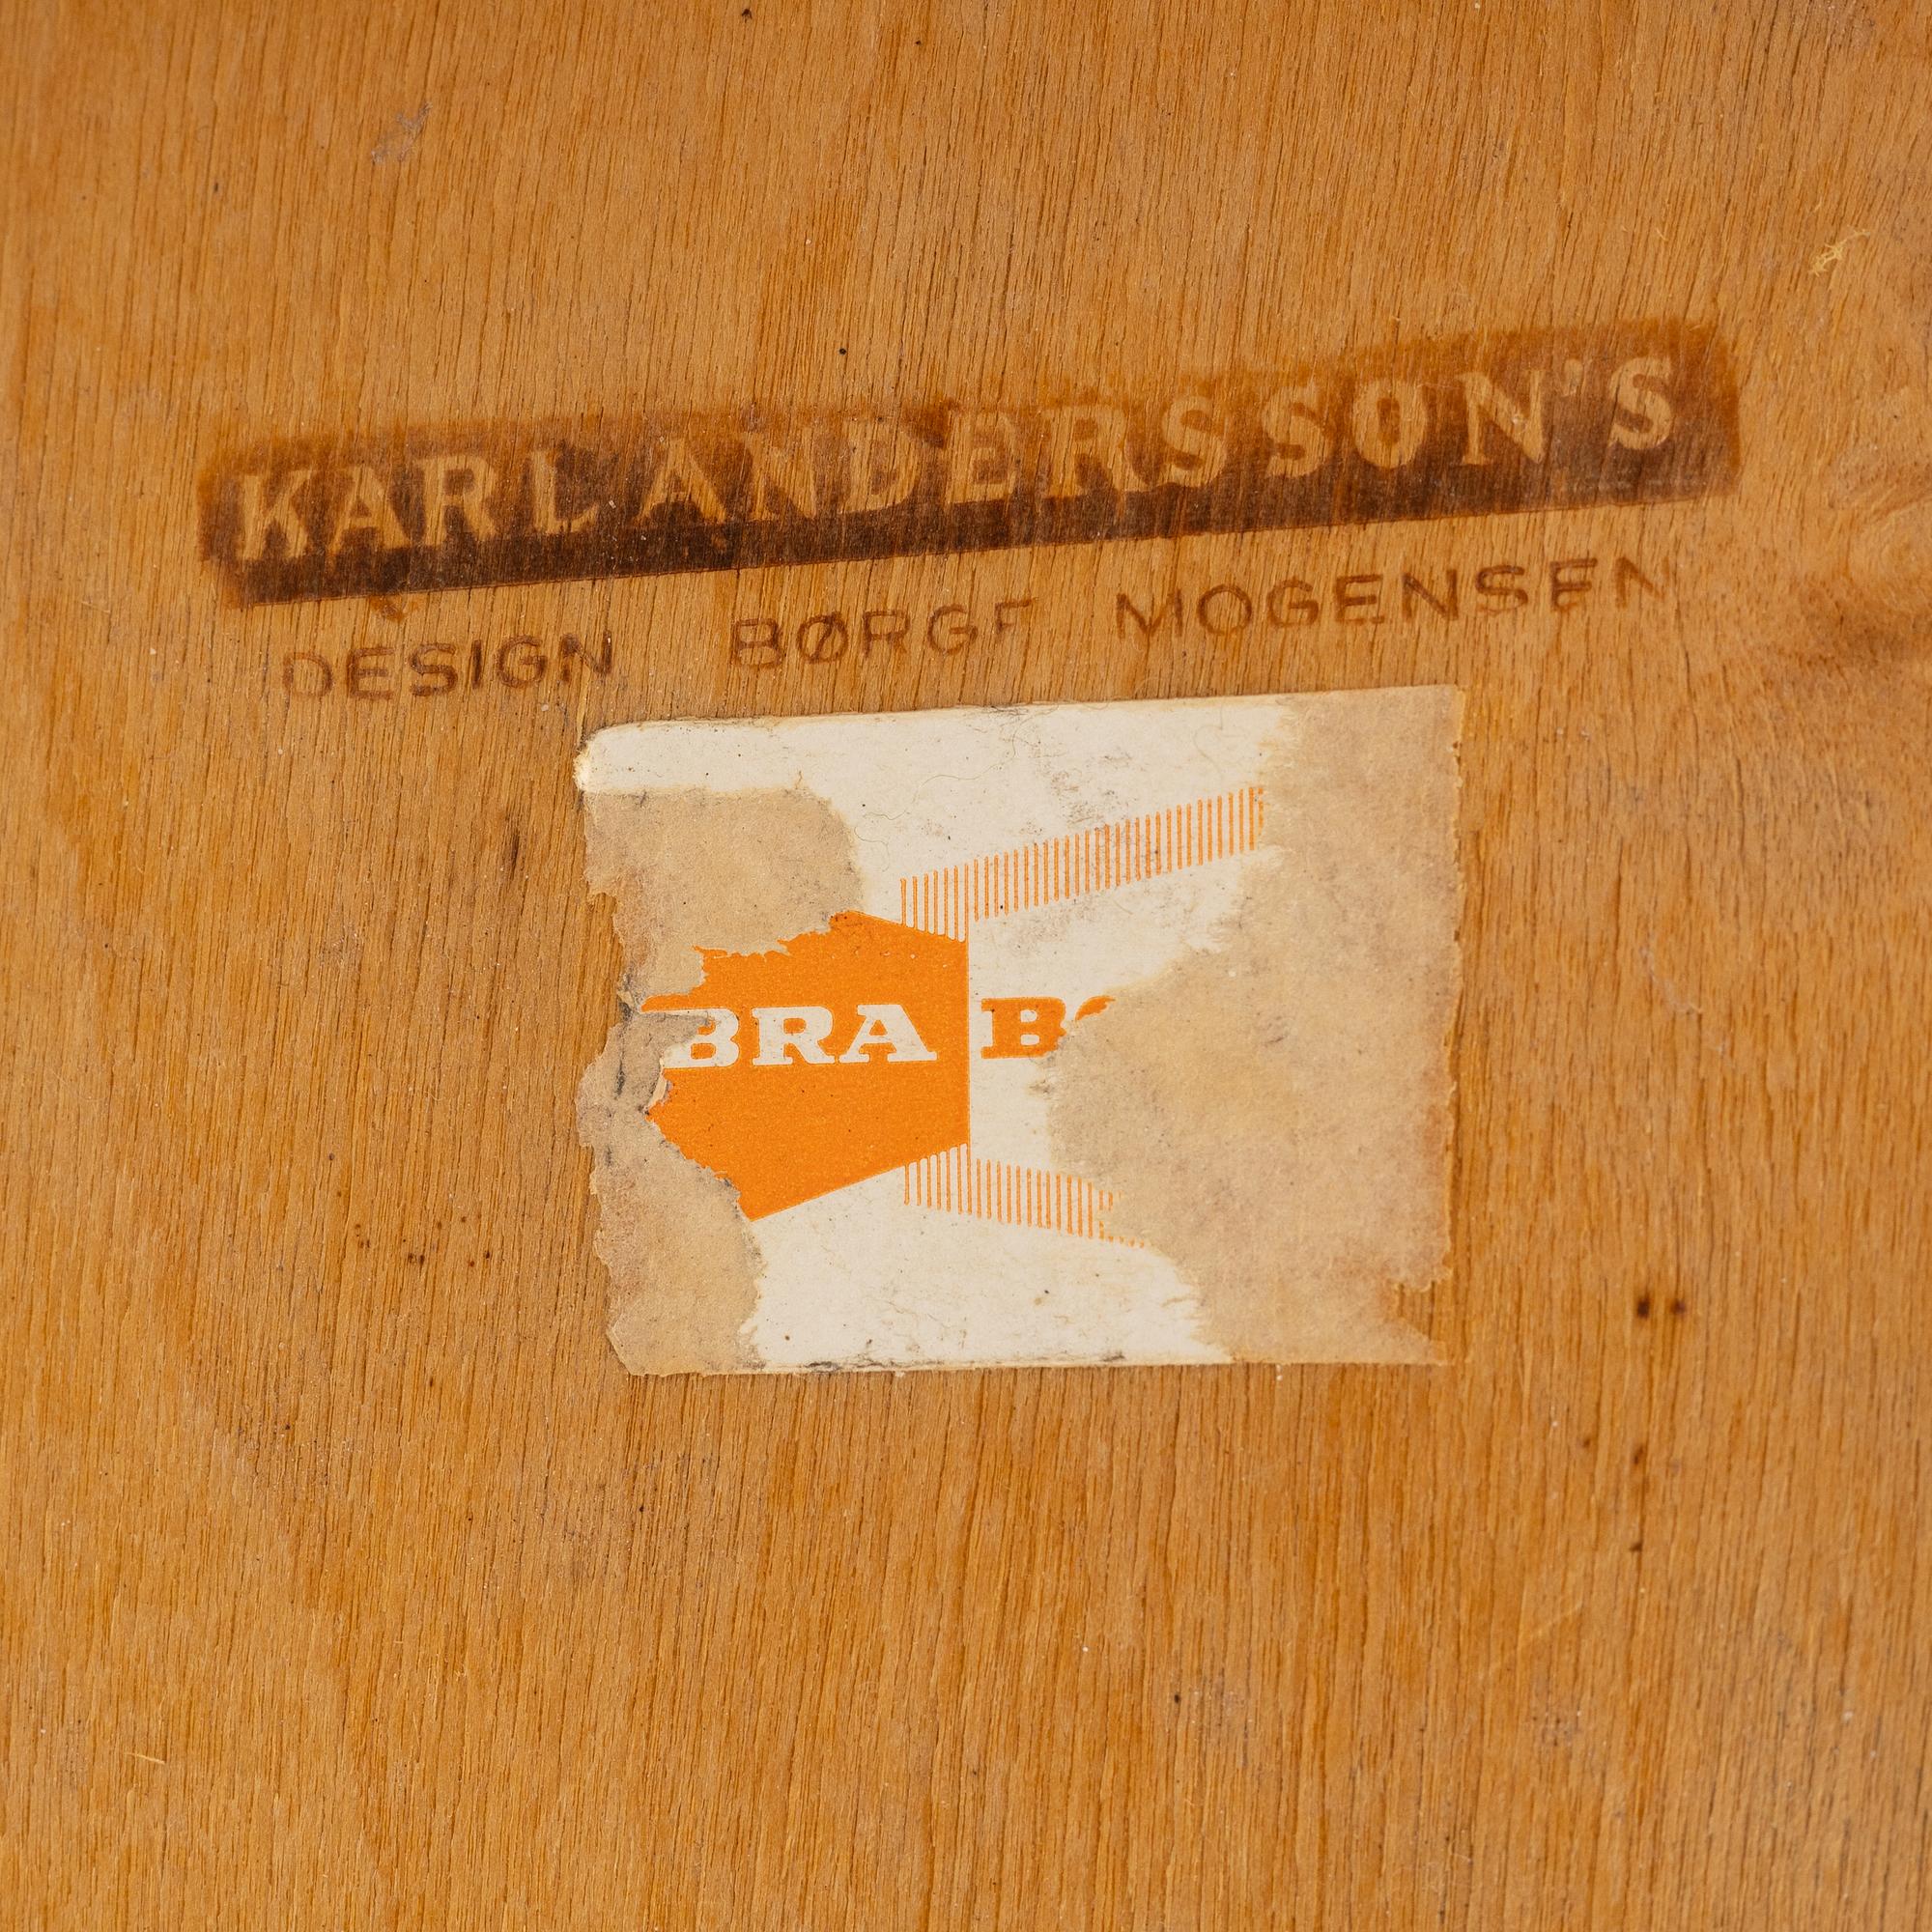 KARL ANDERSSON'S
DESIGN BØRGE MOGENSEN
BRA